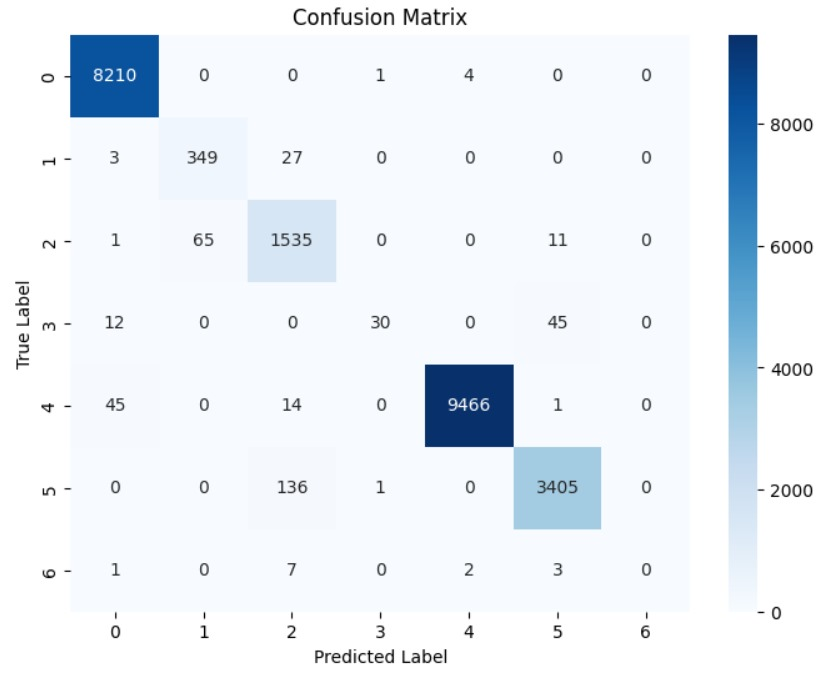 Confusion Matrix
0 8210 0 0 1 4 0 0
1 3 349 27 0 0 0 0
2 1 65 1535 0 0 11 0
3 12 0 0 30 0 45 0
4 45 0 14 0 9466 1 0
5 0 0 136 1 0 3405 0
6 1 0 7 0 2 3 0
0 1 2 3 4 5 6
Predicted Label
True Label
8000
6000
4000
2000
0